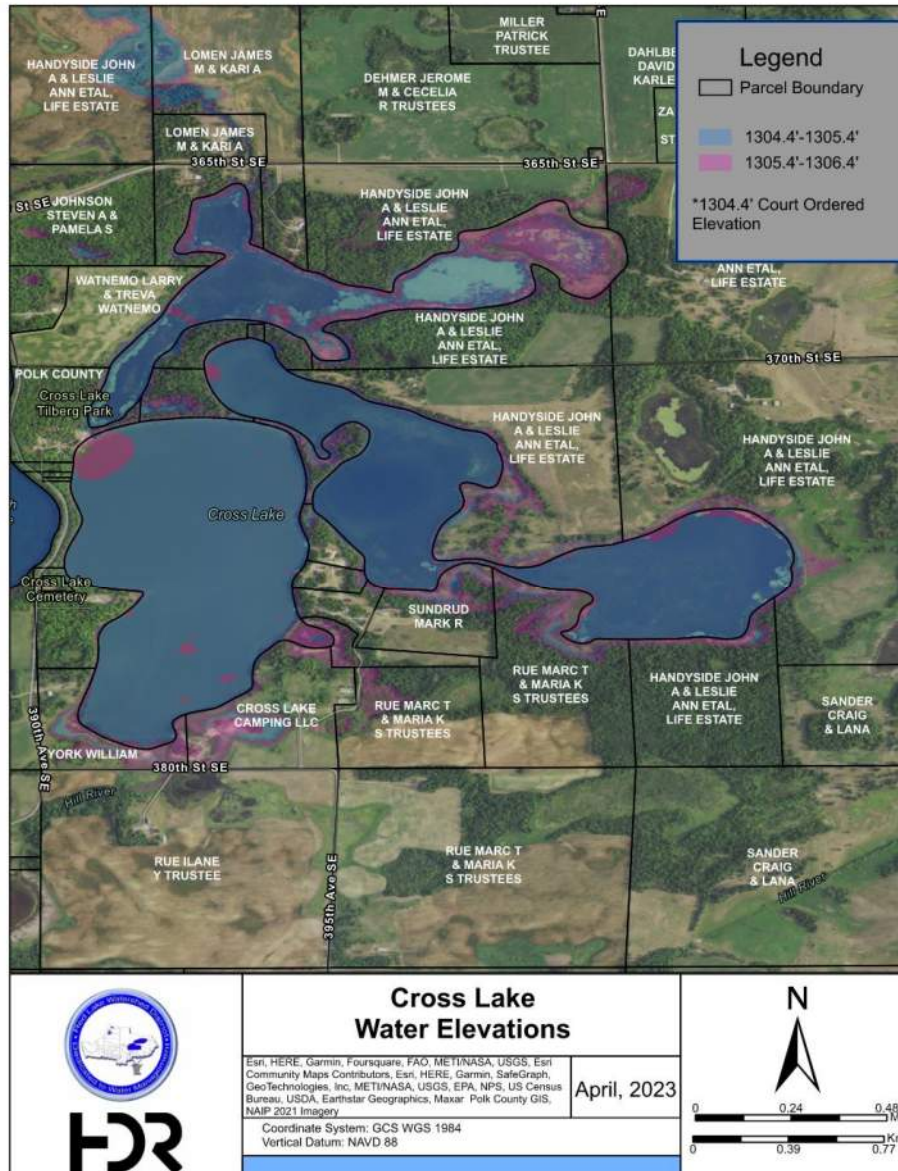 MILLER
PATRICK
TRUSTEE
HANDYSIDE JOHN
A & LESLIE
ANN ETAL,
LIFE ESTATE
LOMEN JAMES
M & KARI A
DEHMER JEROME
M & CECELIA
R TRUSTEES
DAHLBE
DAVID
KARLE
ZA
ST
Legend
Parcel Boundary
1304.4'-1305.4'
1305.4'-1306.4'
*1304.4' Court Ordered
Elevation
LOMEN JAMES
M & KARI A
365th St SE
365th St SE
St SE
JOHNSON
STEVEN A &
PAMELA S
HANDYSIDE JOHN
A & LESLIE
ANN ETAL,
LIFE ESTATE
ANN ETAL,
LIFE ESTATE
WATNEMO LARRY
& TREVA
WATNEMO
HANDYSIDE JOHN
A & LESLIE
ANN ETAL,
LIFE ESTATE
370th St SE
POLK COUNTY
Cross Lake
Tilberg Park
HANDYSIDE JOHN
A & LESLIE
ANN ETAL,
LIFE ESTATE
HANDYSIDE JOHN
A & LESLIE
ANN ETAL,
LIFE ESTATE
Cross Lake
Cross Lake
Cemetery
SUNDRUD
MARK R
RUE MARC T
& MARIA K
S TRUSTEES
HANDYSIDE JOHN
A & LESLIE
ANN ETAL,
LIFE ESTATE
SANDER
CRAIG
& LANA
CROSS LAKE
CAMPING LLC
RUE MARC T
& MARIA K
S TRUSTEES
390th Ave SE
YORK WILLIAM
380th St SE
Hill River
RUE ILANE
Y TRUSTEE
395th Ave SE
RUE MARC T
& MARIA K
S TRUSTEES
SANDER
CRAIG
& LANA
Hill River
HDR
Cross Lake
Water Elevations
Esri, HERE, Garmin, Foursquare, FAO, METI/NASA, USGS, Esri
Community Maps Contributors, Esri, HERE, Garmin, SafeGraph,
GeoTechnologies, Inc, METI/NASA, USGS, EPA, NPS, US Census
Bureau, USDA, Earthstar Geographics, Maxar Polk County GIS,
NAIP 2021 Imagery
April, 2023
Coordinate System: GCS WGS 1984
Vertical Datum: NAVD 88
N
0 0.24 0.48
0 0.39 0.77